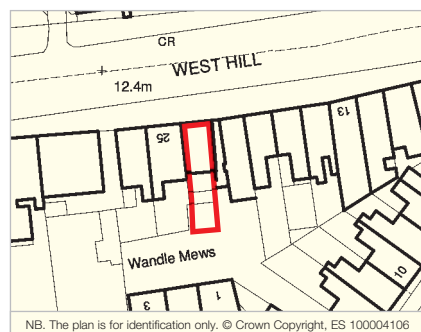 CR
WEST HILL
12.4m
13
25
Wandle Mews
3
1
10
NB. The plan is for identification only. © Crown Copyright, ES 100004106